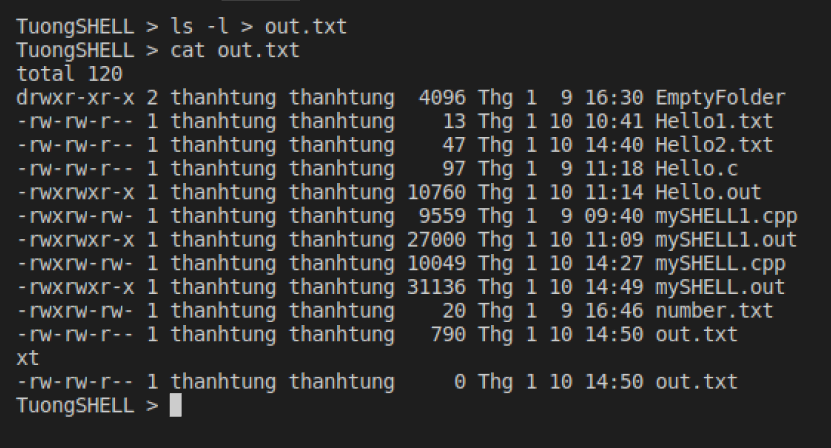 TuongSHELL > ls -l > out.txt
TuongSHELL > cat out.txt
total 120
drwxr-xr-x 2 thanhtung thanhtung  4096 Thg 1  9 16:30 EmptyFolder
-rw-rw-r-- 1 thanhtung thanhtung    13 Thg 1 10 10:41 Hello1.txt
-rw-rw-r-- 1 thanhtung thanhtung    47 Thg 1 10 14:40 Hello2.txt
-rw-rw-r-- 1 thanhtung thanhtung    97 Thg 1  9 11:18 Hello.c
-rwxrwxr-x 1 thanhtung thanhtung 10760 Thg 1 10 11:14 Hello.out
-rwxrw-rw- 1 thanhtung thanhtung  9559 Thg 1  9 09:40 mySHELL1.cpp
-rwxrwxr-x 1 thanhtung thanhtung 27000 Thg 1 10 11:09 mySHELL1.out
-rwxrw-rw- 1 thanhtung thanhtung 10049 Thg 1 10 14:27 mySHELL.cpp
-rwxrwxr-x 1 thanhtung thanhtung 31136 Thg 1 10 14:49 mySHELL.out
-rwxrw-rw- 1 thanhtung thanhtung    20 Thg 1  9 16:46 number.txt
-rw-rw-r-- 1 thanhtung thanhtung   790 Thg 1 10 14:50 out.txt
xt
-rw-rw-r-- 1 thanhtung thanhtung     0 Thg 1 10 14:50 out.txt
TuongSHELL >